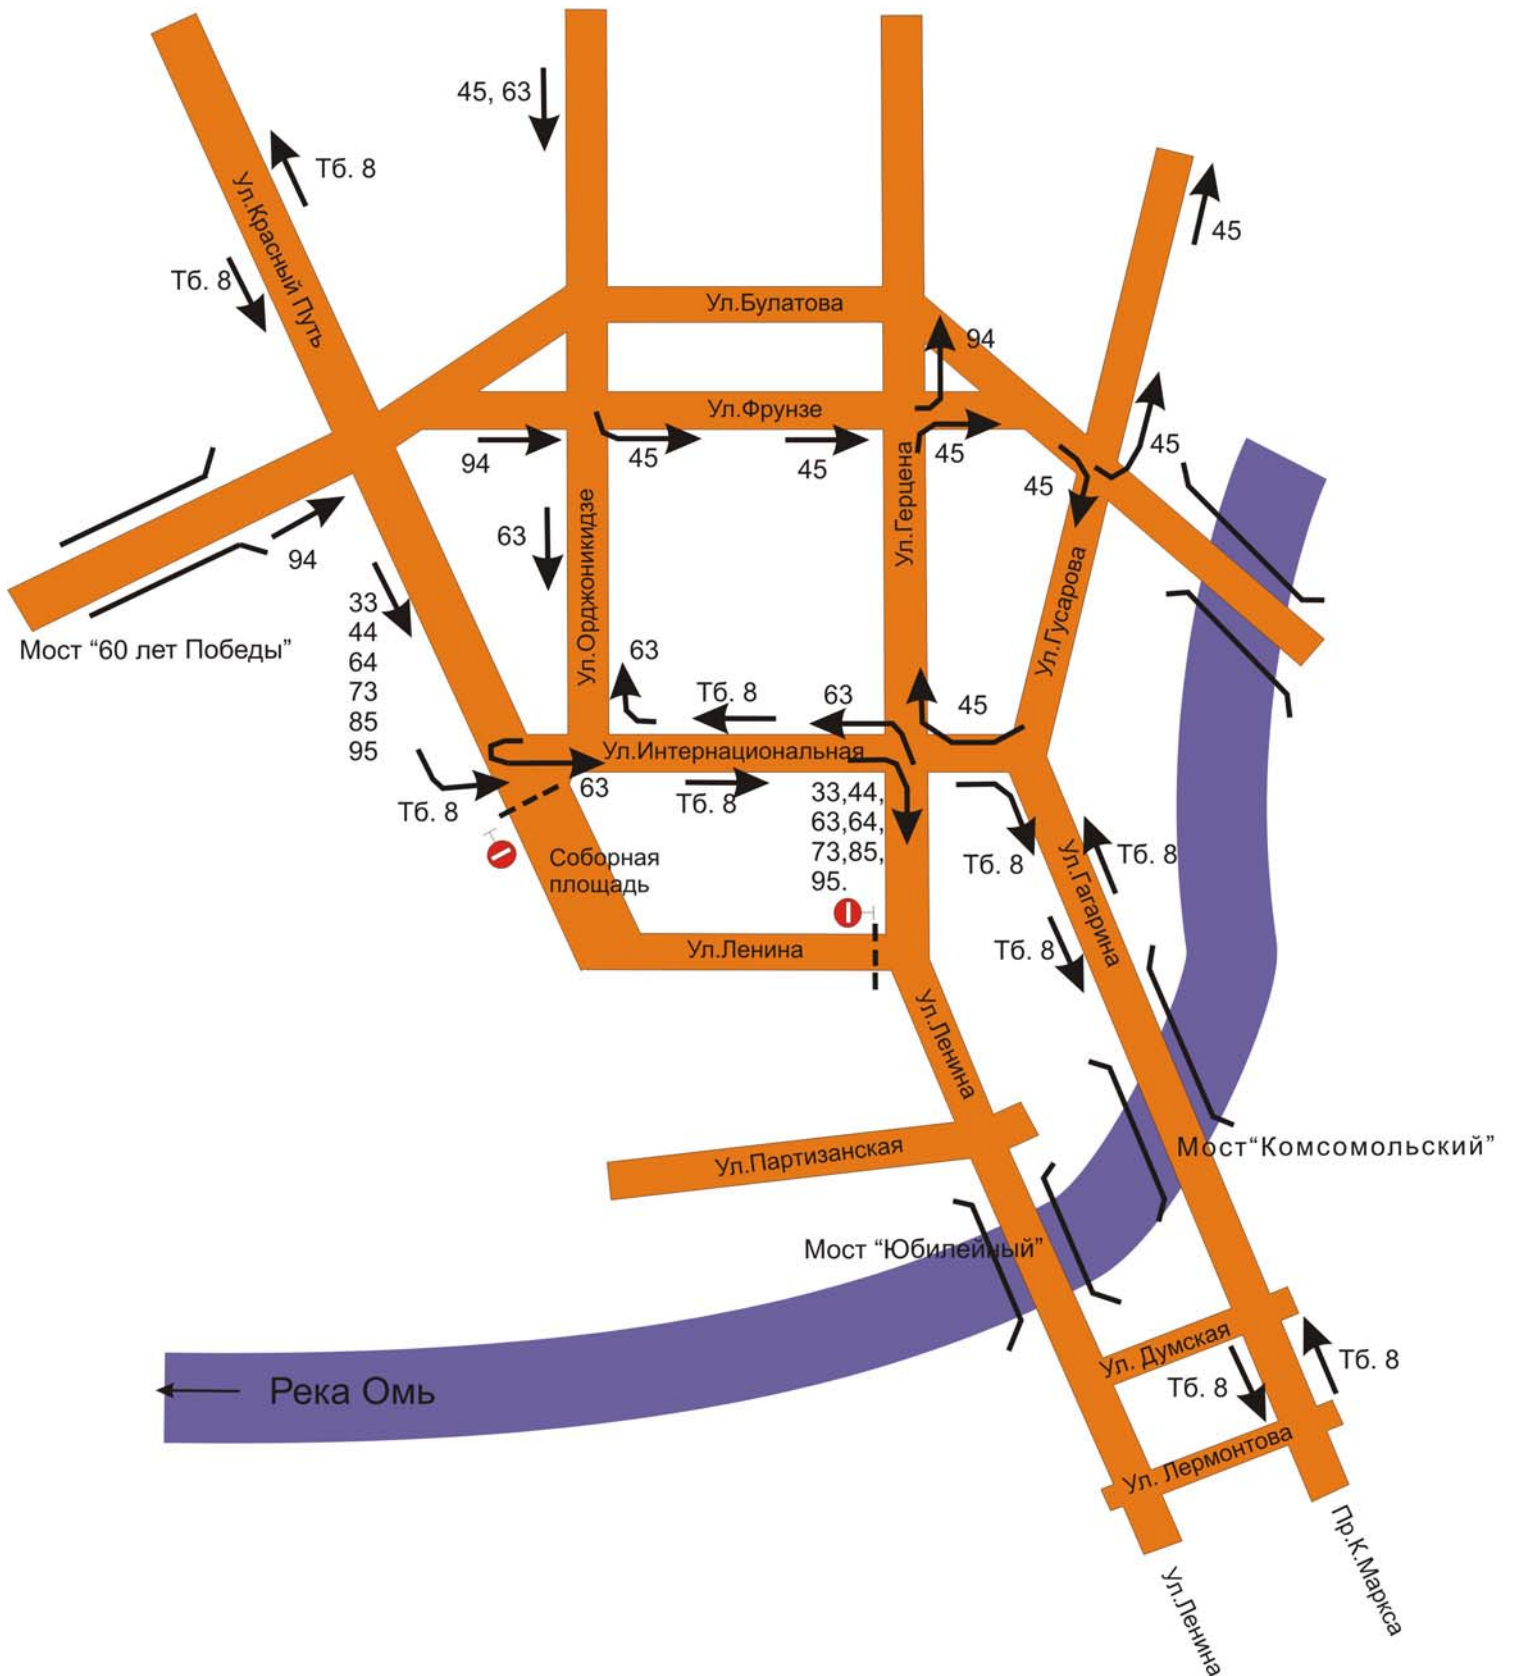 45, 63
Тб. 8
Ул.Красный Путь
45
Тб. 8
Ул.Булатова
94
Ул.Фрунзе
94
45
45
45
45
45
Ул.Герцена
63
Ул.Орджоникидзе
94
Ул.Гусарова
33
44
64
73
85
95
Мост “60 лет Победы”
63
Тб. 8
63
45
Ул.Интернациональная
63
Тб. 8
Тб. 8
33,44,
63,64,
73,85,
95.
Соборная
площадь
Тб. 8
Тб. 8
Ул.Гагарина
Ул.Ленина
Тб. 8
Ул.Ленина
Ул.Партизанская
Мост“Комсомольский”
Мост “Юбилейный”
Ул. Думская
Тб. 8
Тб. 8
Река Омь
Ул. Лермонтова
Пр.К.Маркса
Ул.Ленина